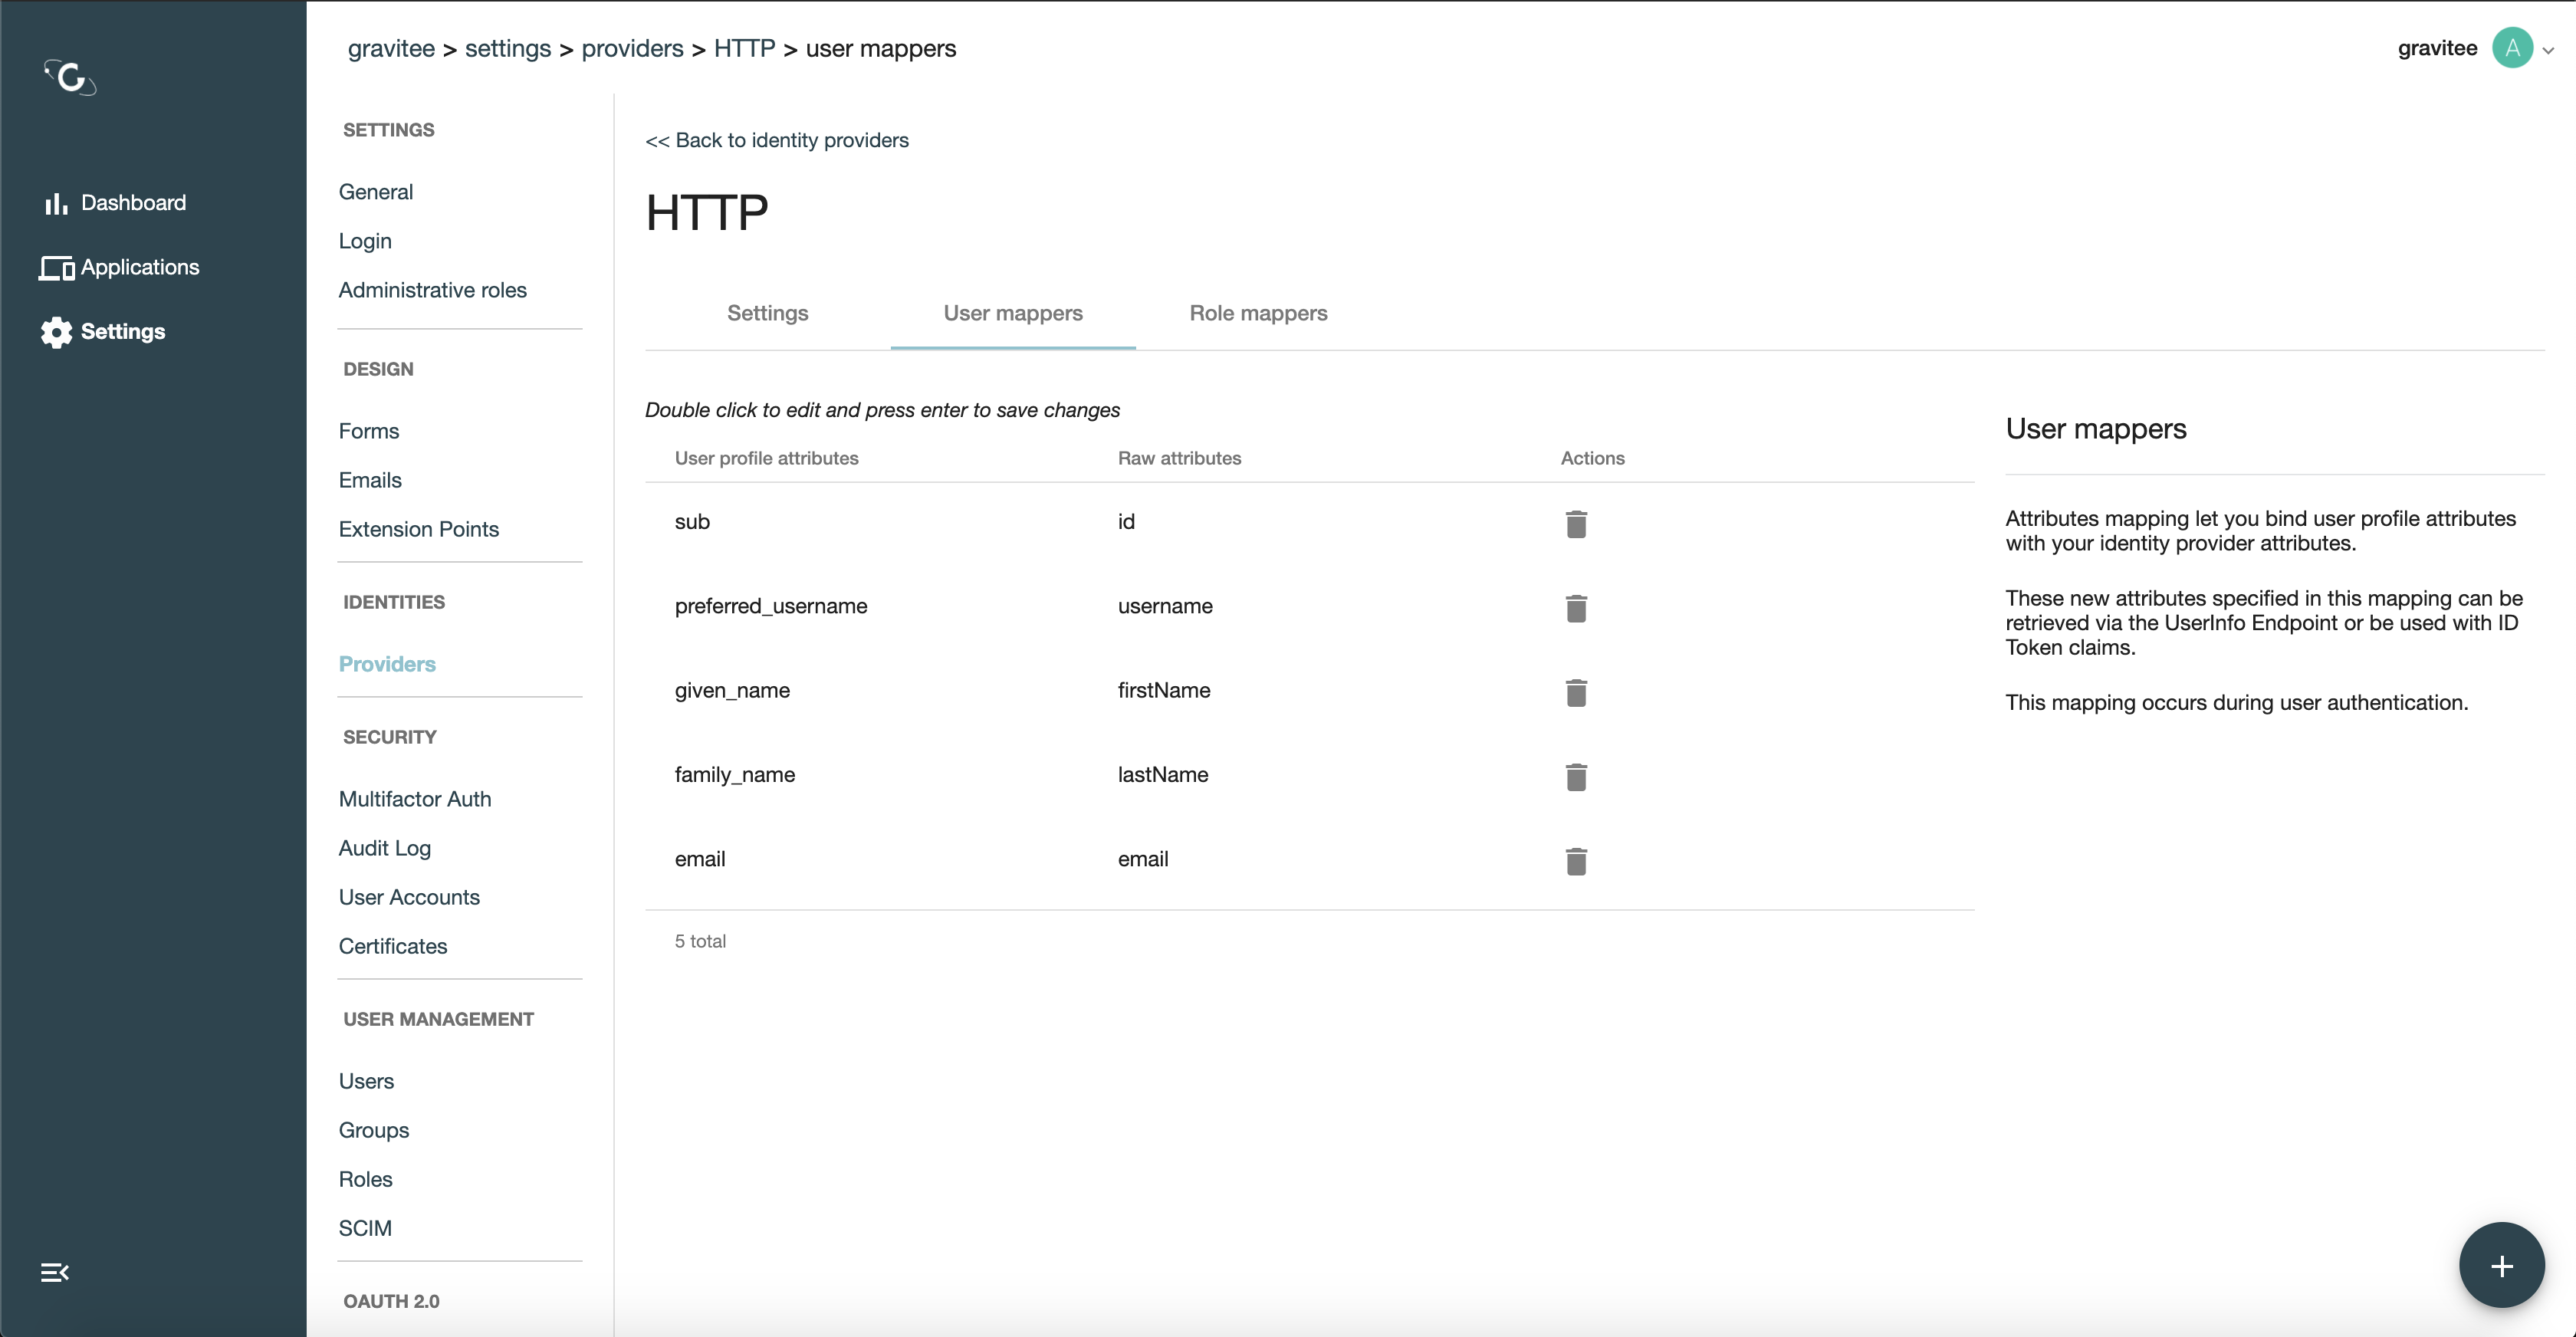 gravitee > settings > providers > HTTP > user mappers
gravitee A
Dashboard
Applications
Settings
SETTINGS
General
Login
Administrative roles
DESIGN
Forms
Emails
Extension Points
IDENTITIES
Providers
SECURITY
Multifactor Auth
Audit Log
User Accounts
Certificates
USER MANAGEMENT
Users
Groups
Roles
SCIM
OAUTH 2.0
<< Back to identity providers
HTTP
Settings User mappers Role mappers
Double click to edit and press enter to save changes
User profile attributes Raw attributes Actions
sub id
preferred_username username
given_name firstName
family_name lastName
email email
5 total
User mappers
Attributes mapping let you bind user profile attributes
with your identity provider attributes.
These new attributes specified in this mapping can be
retrieved via the UserInfo Endpoint or be used with ID
Token claims.
This mapping occurs during user authentication.